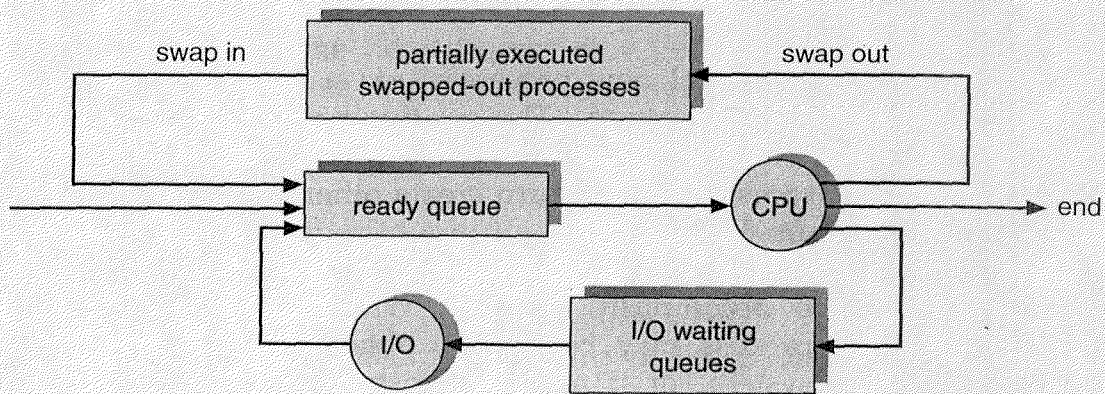 swap in
partially executed
swapped-out processes
swap out
ready queue
CPU
end
I/O
I/O waiting
queues